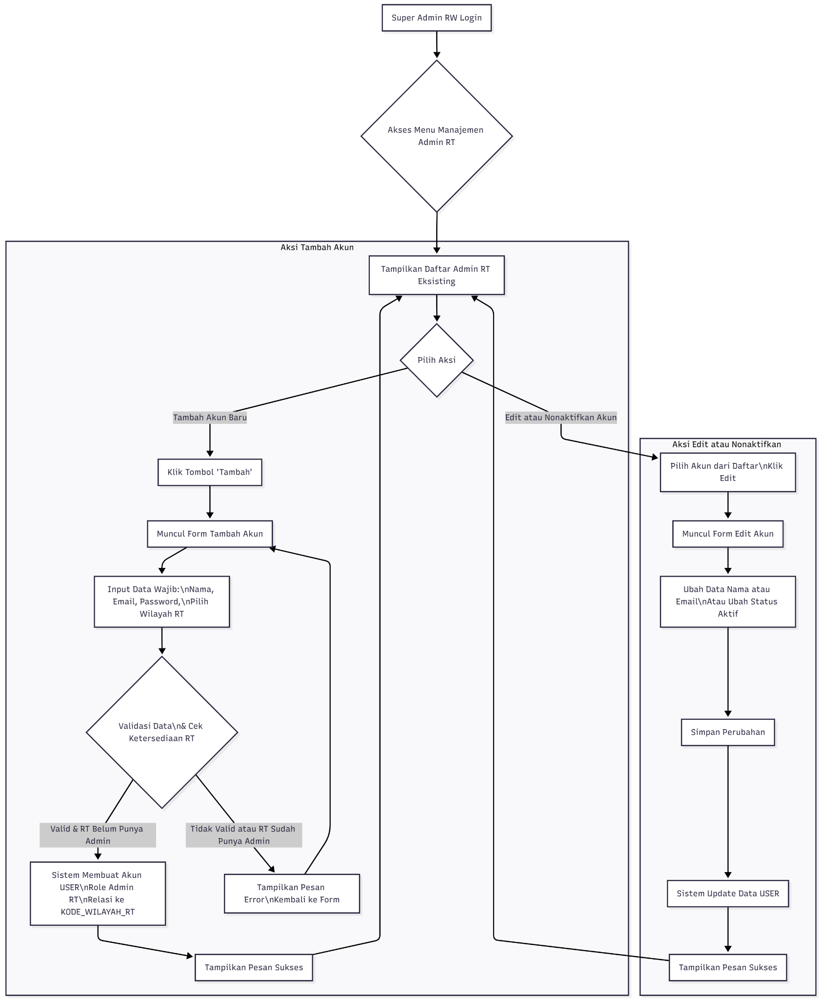 Super Admin RW Login
Akses Menu Manajemen
Admin RT
Aksi Tambah Akun
Tampilkan Daftar Admin RT
Eksisting
Pilih Aksi
Tambah Akun Baru
Edit atau Nonaktifkan Akun
Klik Tombol 'Tambah'
Muncul Form Tambah Akun
Input Data Wajib:\nNama,
Email, Password,\nPilih
Wilayah RT
Validasi Data\n& Cek
Ketersediaan RT
Valid & RT Belum Punya
Admin
Tidak Valid atau RT Sudah
Punya Admin
Sistem Membuat Akun
USER\nRole Admin
RT\nRelasi ke
KODE_WILAYAH_RT
Tampilkan Pesan
Error\nKembali ke Form
Tampilkan Pesan Sukses
Aksi Edit atau Nonaktifkan
Pilih Akun dari Daftar\nKlik
Edit
Muncul Form Edit Akun
Ubah Data Nama atau
Email\nAtau Ubah Status
Aktif
Simpan Perubahan
Sistem Update Data USER
Tampilkan Pesan Sukses